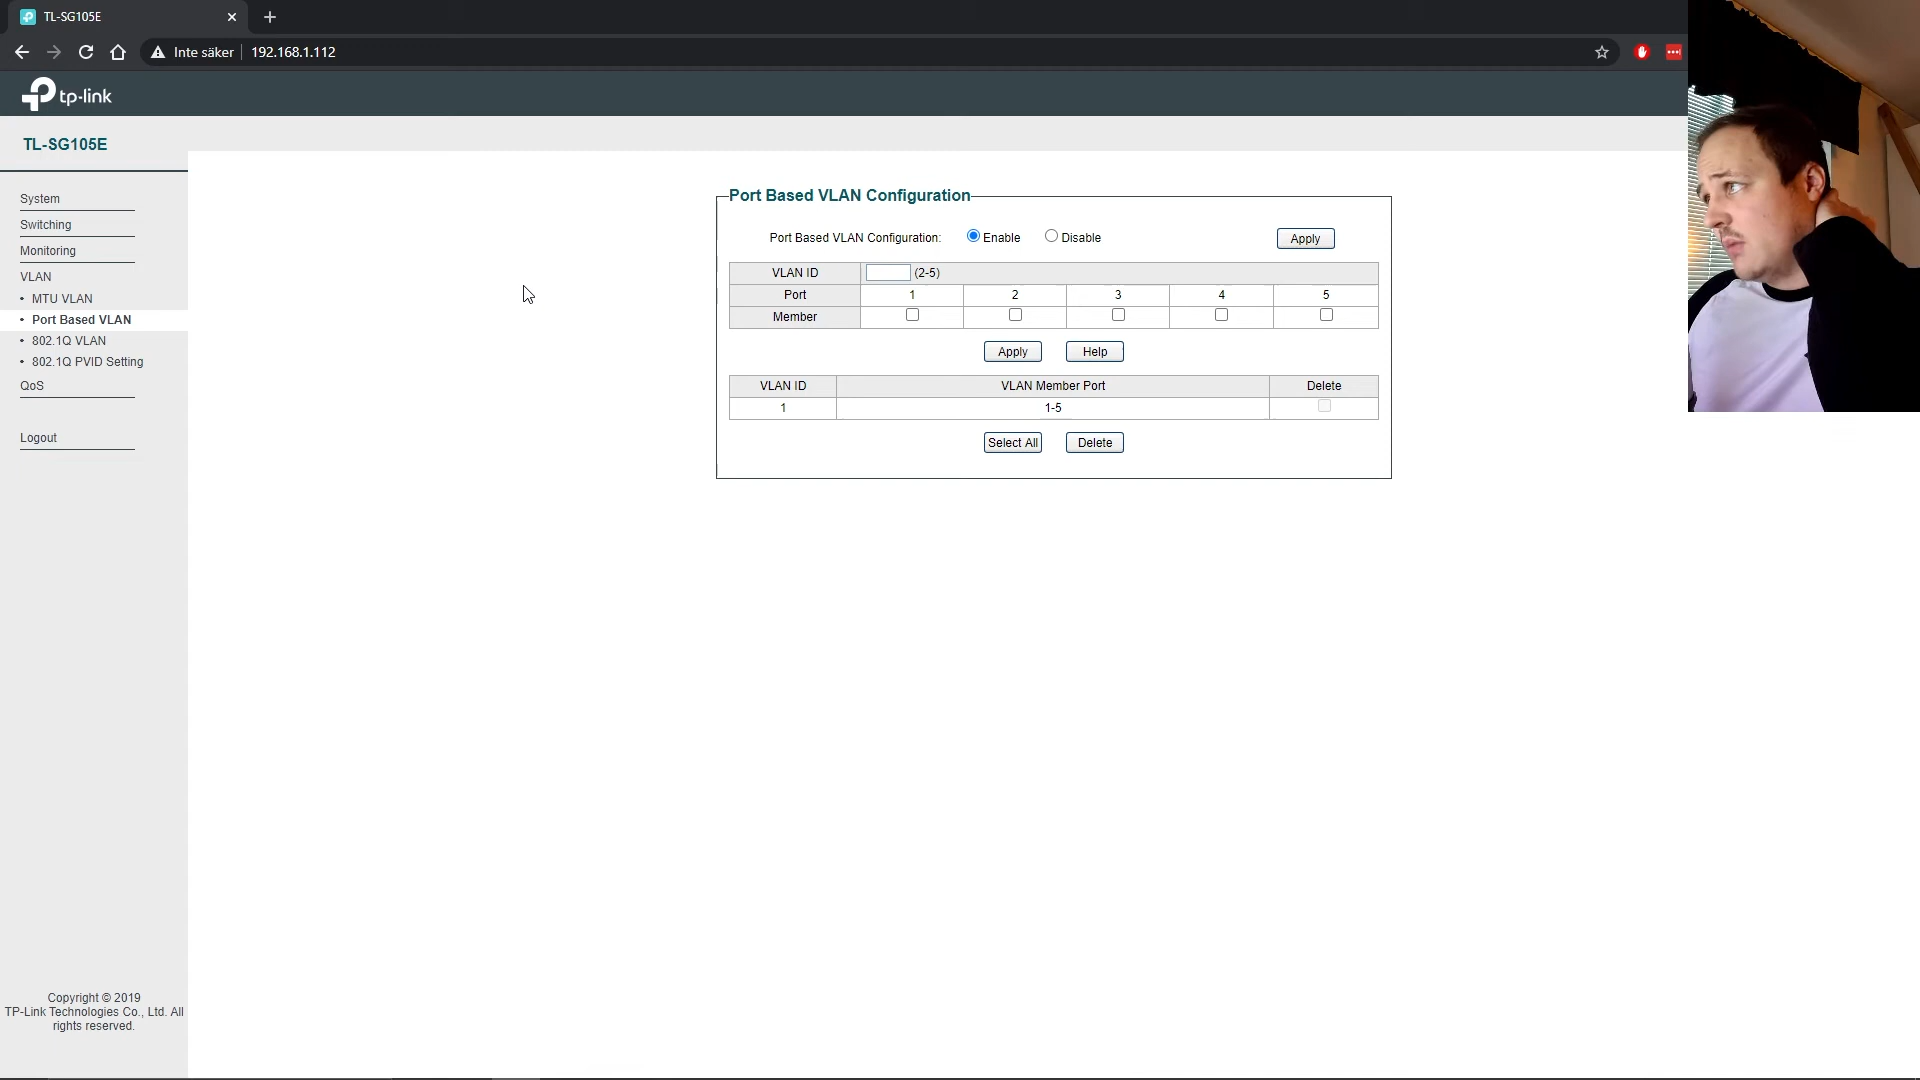 TL-SG105E
Inte säker 192.168.1.112
tp-link
TL-SG105E
System
Switching
Monitoring
VLAN
• MTU VLAN
• Port Based VLAN
• 802.1Q VLAN
• 802.1Q PVID Setting
QoS
Logout
Copyright © 2019
TP-Link Technologies Co., Ltd. All
rights reserved.
Port Based VLAN Configuration
Port Based VLAN Configuration: Enable Disable Apply
VLAN ID (2-5)
Port 1 2 3 4 5
Member
Apply Help
VLAN ID VLAN Member Port Delete
1 1-5
Select All Delete